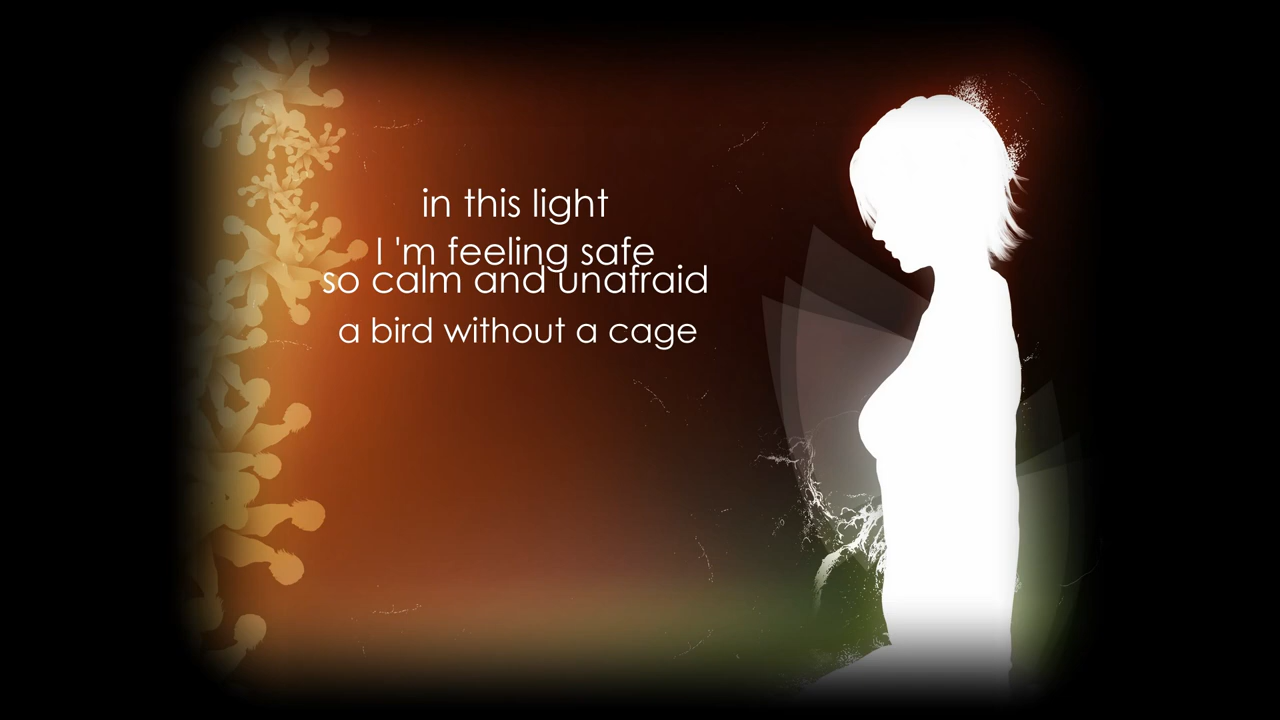 in this light
I 'm feeling safe
so calm and unafraid
a bird without a cage